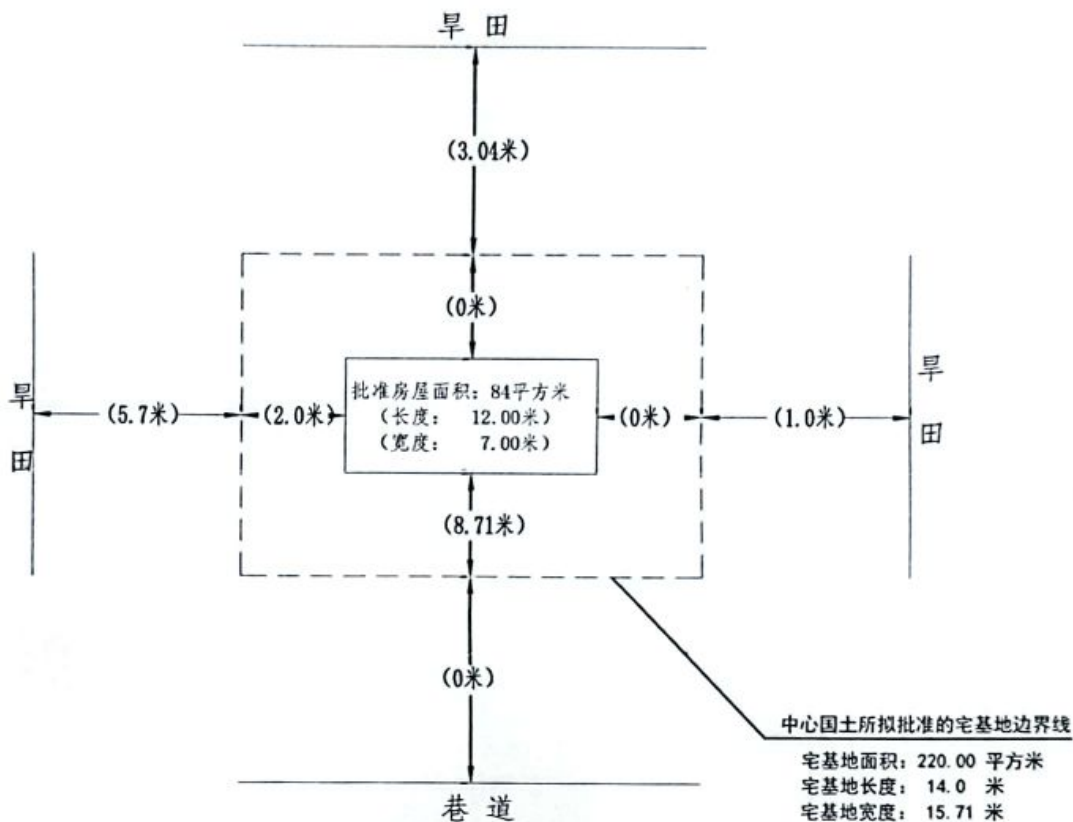 旱 田
(3.04米)
(0米)
批准房屋面积: 84平方米
(长度: 12.00米)
(宽度: 7.00米)
旱
田
(5.7米)
(2.0米)
(0米)
(1.0米)
旱
田
(8.71米)
(0米)
中心国土所拟批准的宅基地边界线
宅基地面积: 220.00 平方米
宅基地长度: 14.0 米
宅基地宽度: 15.71 米
巷 道